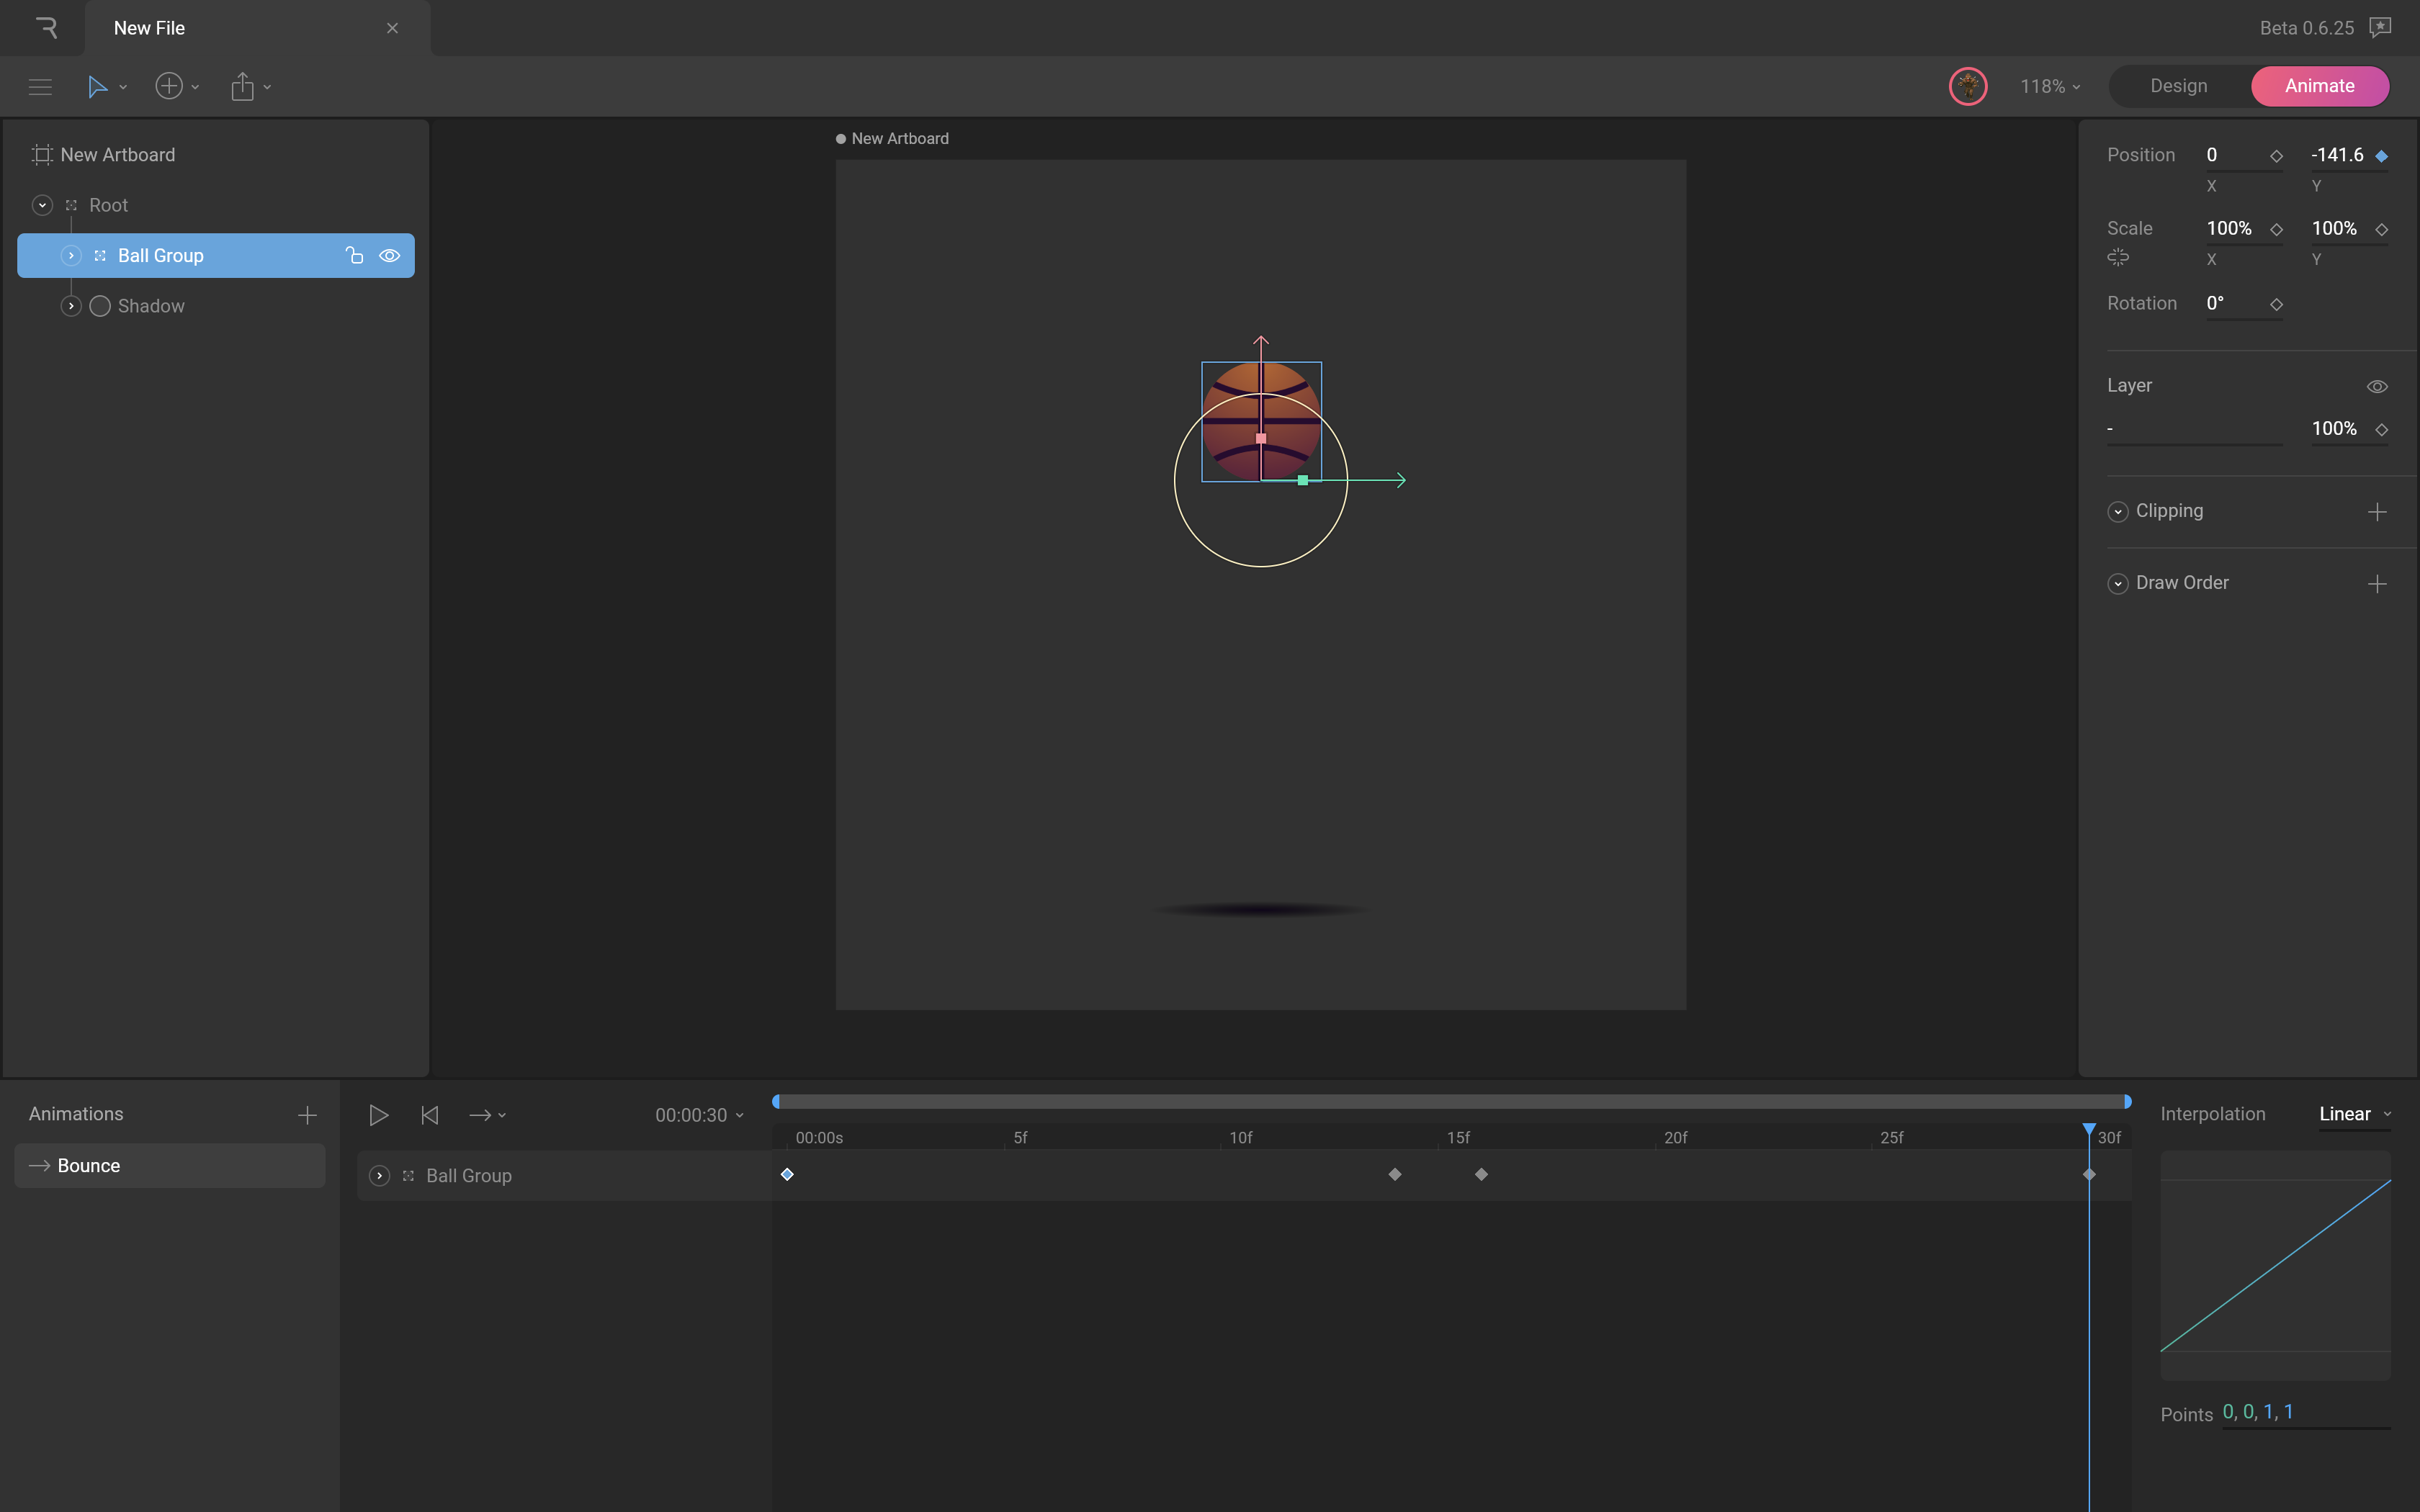 New File
Beta 0.6.25
118%
Design
Animate
New Artboard
Root
Ball Group
Shadow
New Artboard
Position 0 -141.6
X Y
Scale 100% 100%
X Y
Rotation 0°
Layer
- 100%
Clipping
Draw Order
Animations
Bounce
00:00:30
00:00s 5f 10f 15f 20f 25f 30f
Ball Group
Interpolation Linear
Points 0, 0, 1, 1